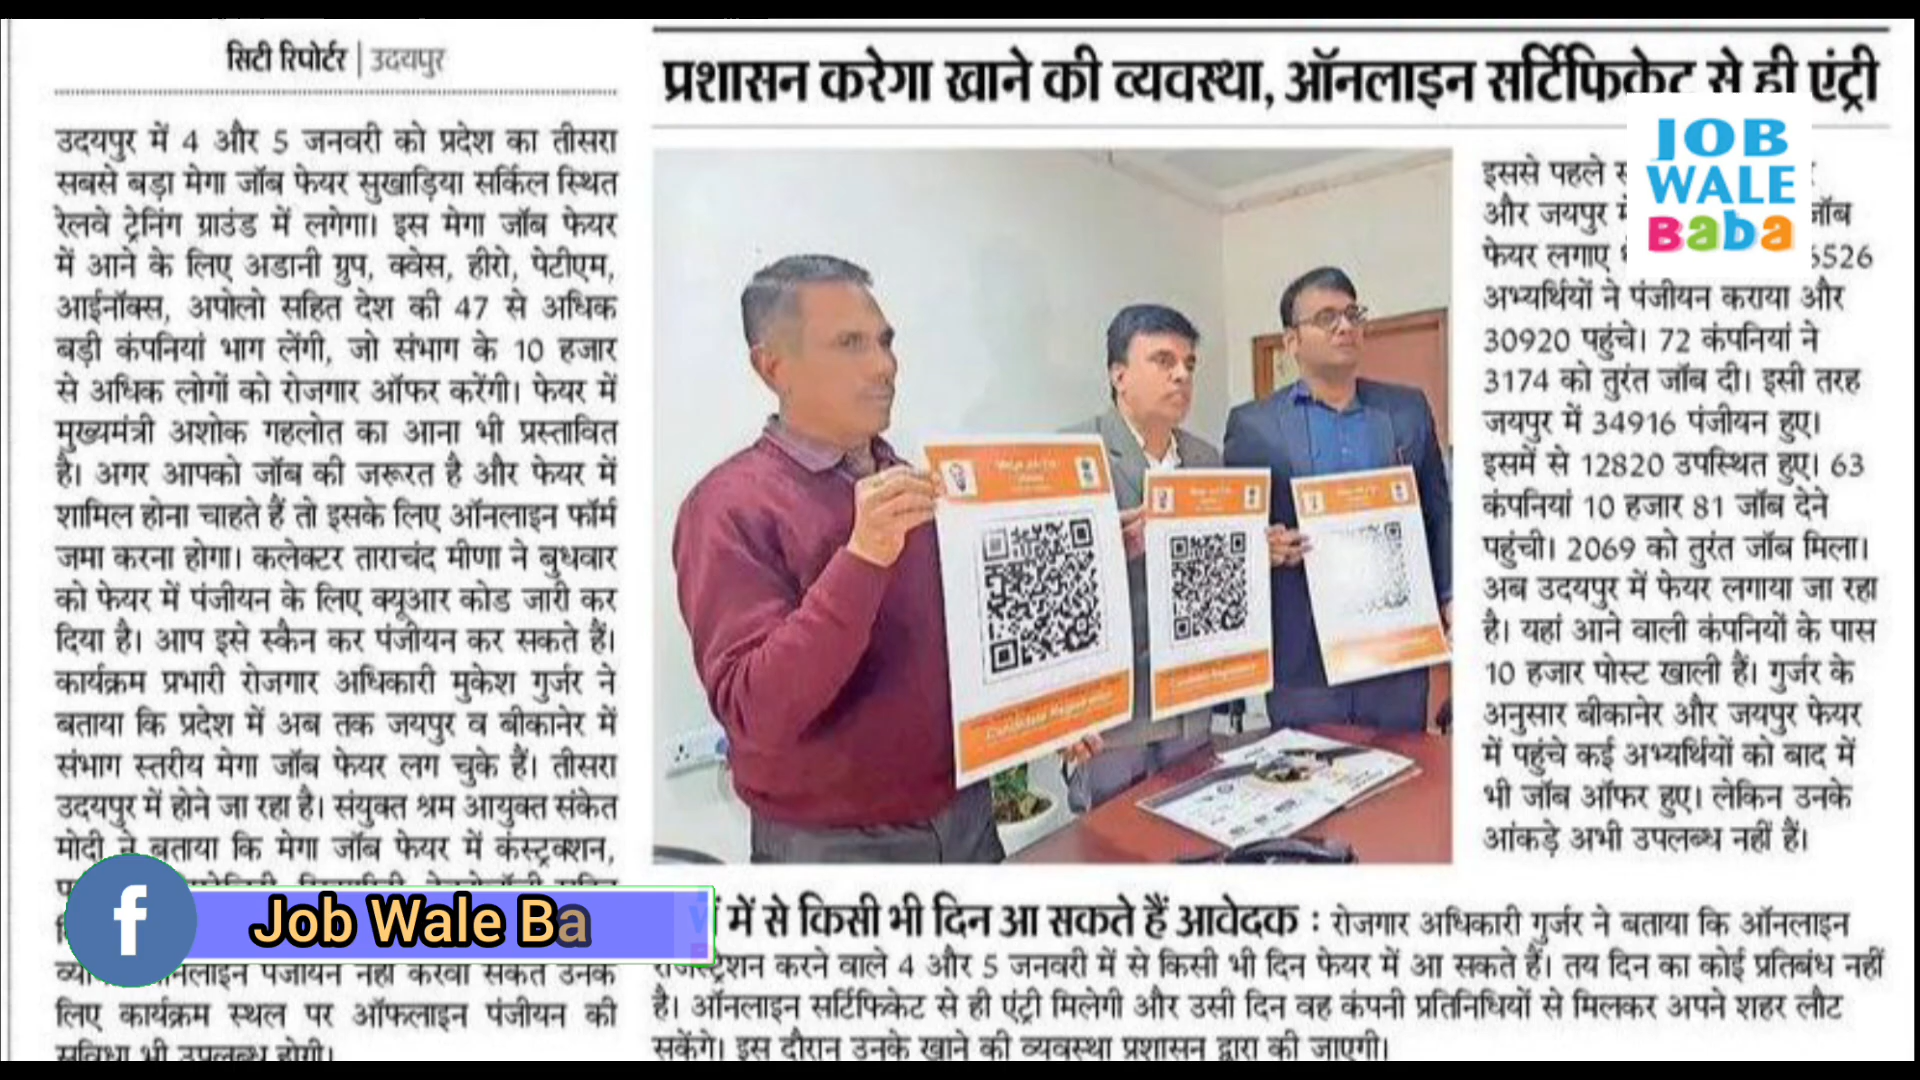 सिटी रिपोर्टर | उदयपुर
उदयपुर में 4 और 5 जनवरी को प्रदेश का तीसरा
सबसे बड़ा मेगा जॉब फेयर सुखाड़िया सर्किल स्थित
रेलवे ट्रेनिंग ग्राउंड में लगेगा। इस मेगा जॉब फेयर
में आने के लिए अडानी ग्रुप, क्वेस, हीरो, पेटीएम,
आईनॉक्स, अपोलो सहित देश की 47 से अधिक
बड़ी कंपनियां भाग लेंगी, जो संभाग के 10 हजार
से अधिक लोगों को रोजगार ऑफर करेंगी। फेयर में
मुख्यमंत्री अशोक गहलोत का आना भी प्रस्तावित
है। अगर आपको जॉब की जरूरत है और फेयर में
शामिल होना चाहते हैं तो इसके लिए ऑनलाइन फॉर्म
जमा करना होगा। कलेक्टर ताराचंद मीणा ने बुधवार
को फेयर में पंजीयन के लिए क्यूआर कोड जारी कर
दिया है। आप इसे स्कैन कर पंजीयन कर सकते हैं।
कार्यक्रम प्रभारी रोजगार अधिकारी मुकेश गुर्जर ने
बताया कि प्रदेश में अब तक जयपुर व बीकानेर में
संभाग स्तरीय मेगा जॉब फेयर लग चुके हैं। तीसरा
उदयपुर में होने जा रहा है। संयुक्त श्रम आयुक्त संकेत
मोदी ने बताया कि मेगा जॉब फेयर में कंस्ट्रक्शन,
पंजीयन नहीं करवा सकते उनके
लिए कार्यक्रम स्थल पर ऑफलाइन पंजीयन की
सुविधा भी उपलब्ध होगी।
प्रशासन करेगा खाने की व्यवस्था, ऑनलाइन सर्टिफिकेट से ही एंट्री
इससे पहले
और जयपुर में जॉब
फेयर लगाए 6526
अभ्यर्थियों ने पंजीयन कराया और
30920 पहुंचे। 72 कंपनियां ने
3174 को तुरंत जॉब दी। इसी तरह
जयपुर में 34916 पंजीयन हुए।
इसमें से 12820 उपस्थित हुए। 63
कंपनियां 10 हजार 81 जॉब देने
पहुंची। 2069 को तुरंत जॉब मिला।
अब उदयपुर में फेयर लगाया जा रहा
है। यहां आने वाली कंपनियों के पास
10 हजार पोस्ट खाली हैं। गुर्जर के
अनुसार बीकानेर और जयपुर फेयर
में पहुंचे कई अभ्यर्थियों को बाद में
भी जॉब ऑफर हुए। लेकिन उनके
आंकड़े अभी उपलब्ध नहीं हैं।
में से किसी भी दिन आ सकते हैं आवेदक : रोजगार अधिकारी गुर्जर ने बताया कि ऑनलाइन
रजिस्ट्रेशन करने वाले 4 और 5 जनवरी में से किसी भी दिन फेयर में आ सकते हैं। तय दिन का कोई प्रतिबंध नहीं
है। ऑनलाइन सर्टिफिकेट से ही एंट्री मिलेगी और उसी दिन वह कंपनी प्रतिनिधियों से मिलकर अपने शहर लौट
सकेंगे। इस दौरान उनके खाने की व्यवस्था प्रशासन द्वारा की जाएगी।
JOB
WALE
Baba
f
Job Wale Ba